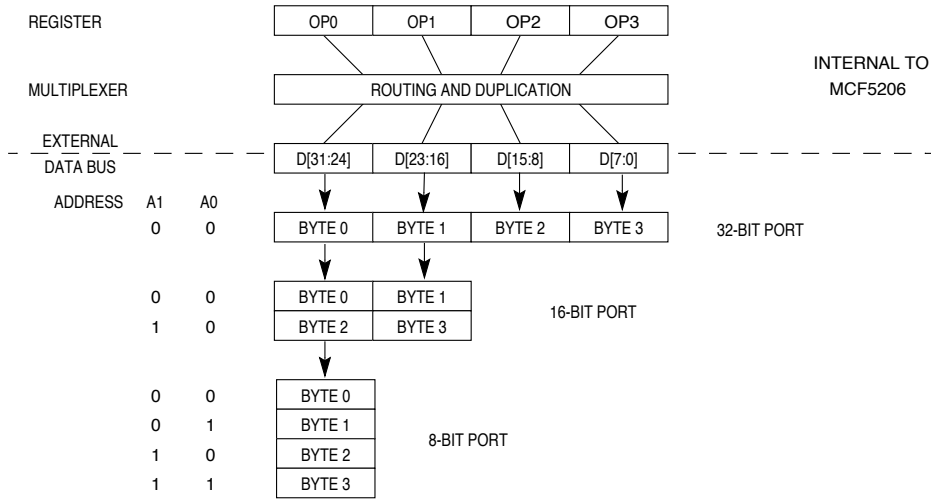 REGISTER OP0 OP1 OP2 OP3
INTERNAL TO
MCF5206
MULTIPLEXER ROUTING AND DUPLICATION
EXTERNAL
DATA BUS D[31:24] D[23:16] D[15:8] D[7:0]
ADDRESS A1 A0
0 0 BYTE 0 BYTE 1 BYTE 2 BYTE 3 32-BIT PORT
0 0 BYTE 0 BYTE 1
16-BIT PORT
1 0 BYTE 2 BYTE 3
0 0 BYTE 0
0 1 BYTE 1
8-BIT PORT
1 0 BYTE 2
1 1 BYTE 3